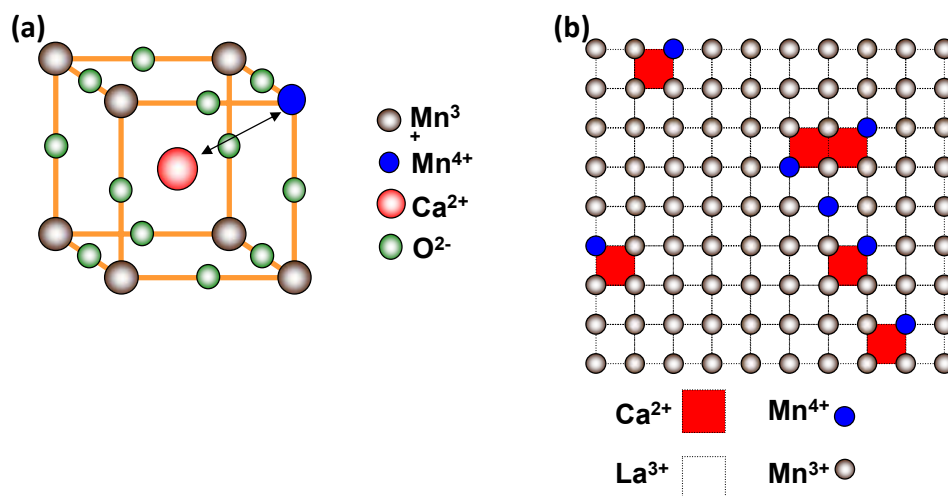 (a)
Mn³
+
Mn⁴⁺
Ca²⁺
O²⁻
(b)
Ca²⁺ Mn⁴⁺
La³⁺ Mn³⁺